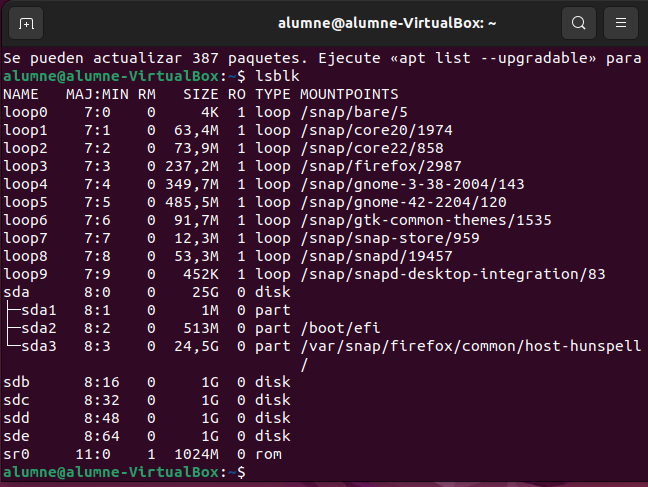 alumne@alumne-VirtualBox: ~
Se pueden actualizar 387 paquetes. Ejecute «apt list --upgradable» para
alumne@alumne-VirtualBox:~$ lsblk
NAME   MAJ:MIN RM   SIZE RO TYPE MOUNTPOINTS
loop0    7:0    0     4K  1 loop /snap/bare/5
loop1    7:1    0  63,4M  1 loop /snap/core20/1974
loop2    7:2    0  73,9M  1 loop /snap/core22/858
loop3    7:3    0 237,2M  1 loop /snap/firefox/2987
loop4    7:4    0 349,7M  1 loop /snap/gnome-3-38-2004/143
loop5    7:5    0 485,5M  1 loop /snap/gnome-42-2204/120
loop6    7:6    0  91,7M  1 loop /snap/gtk-common-themes/1535
loop7    7:7    0  12,3M  1 loop /snap/snap-store/959
loop8    7:8    0  53,3M  1 loop /snap/snapd/19457
loop9    7:9    0   452K  1 loop /snap/snapd-desktop-integration/83
sda      8:0    0    25G  0 disk
├─sda1   8:1    0     1M  0 part
├─sda2   8:2    0   513M  0 part /boot/efi
└─sda3   8:3    0  24,5G  0 part /var/snap/firefox/common/host-hunspell
                                 /
sdb      8:16   0     1G  0 disk
sdc      8:32   0     1G  0 disk
sdd      8:48   0     1G  0 disk
sde      8:64   0     1G  0 disk
sr0     11:0    1  1024M  0 rom
alumne@alumne-VirtualBox:~$